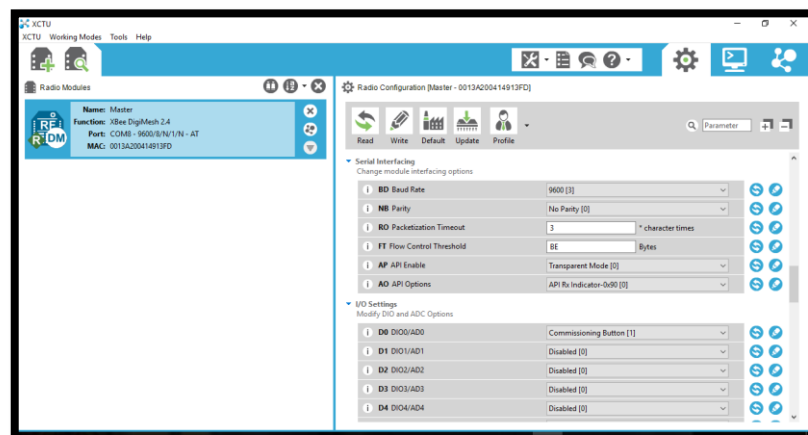 XCTU
XCTU Working Modes Tools Help
Radio Modules
Name: Master
Function: XBee DigiMesh 2.4
Port: COM8 - 9600/8/N/1/N - AT
MAC: 0013A200414913FD
Radio Configuration [Master - 0013A200414913FD]
Read Write Default Update Profile
Parameter
Serial Interfacing
Change module interfacing options
BD Baud Rate 9600 [3]
NB Parity No Parity [0]
RO Packetization Timeout 3 * character times
FT Flow Control Threshold BE Bytes
AP API Enable Transparent Mode [0]
AO API Options API Rx Indicator-0x90 [0]
I/O Settings
Modify DIO and ADC Options
D0 DIO0/AD0 Commissioning Button [1]
D1 DIO1/AD1 Disabled [0]
D2 DIO2/AD2 Disabled [0]
D3 DIO3/AD3 Disabled [0]
D4 DIO4/AD4 Disabled [0]